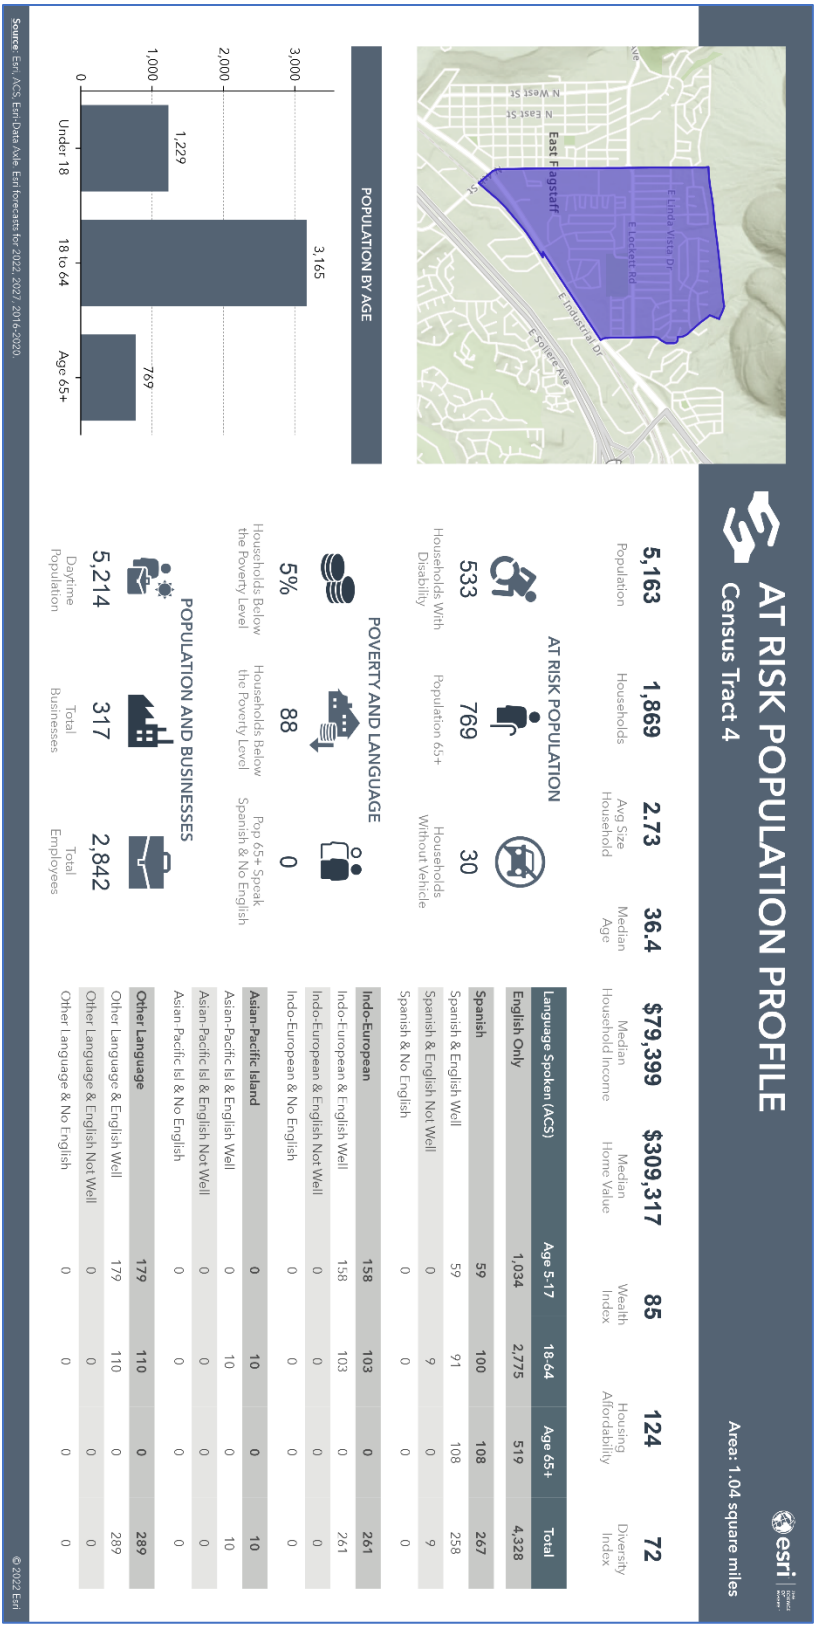 AT RISK POPULATION PROFILE
Census Tract 4
Area: 1.04 square miles
esri
5,163
Population
1,869
Households
2.73
Avg Size
Household
36.4
Median
Age
$79,399
Median
Household Income
$309,317
Median
Home Value
85
Wealth
Index
124
Housing
Affordability
72
Diversity
Index
E Linda Vista Dr
E Lockett Rd
East Flagstaff
N West St
N East St
E Industrial Dr
E Soliere Ave
AT RISK POPULATION
533
Households With
Disability
769
Population 65+
30
Households
Without Vehicle
POVERTY AND LANGUAGE
5%
Households Below
the Poverty Level
88
Households Below
the Poverty Level
0
Pop 65+ Speak
Spanish & No English
POPULATION AND BUSINESSES
5,214
Daytime
Population
317
Total
Businesses
2,842
Total
Employees
POPULATION BY AGE
3,000
2,000
1,000
0
1,229
3,165
769
Under 18
18 to 64
Age 65+
Language Spoken (ACS) Age 5-17 18-64 Age 65+ Total
English Only 1,034 2,775 519 4,328
Spanish 59 100 108 267
Spanish & English Well 59 91 108 258
Spanish & English Not Well 0 9 0 9
Spanish & No English 0 0 0 0
Indo-European 158 103 0 261
Indo-European & English Well 158 103 0 261
Indo-European & English Not Well 0 0 0 0
Indo-European & No English 0 0 0 0
Asian-Pacific Island 0 10 0 10
Asian-Pacific Isl & English Well 0 10 0 10
Asian-Pacific Isl & English Not Well 0 0 0 0
Asian-Pacific Isl & No English 0 0 0 0
Other Language 179 110 0 289
Other Language & English Well 179 110 0 289
Other Language & English Not Well 0 0 0 0
Other Language & No English 0 0 0 0
Source: Esri, ACS, Esri-Data Axle. Esri forecasts for 2022, 2027, 2016-2020.
© 2022 Esri